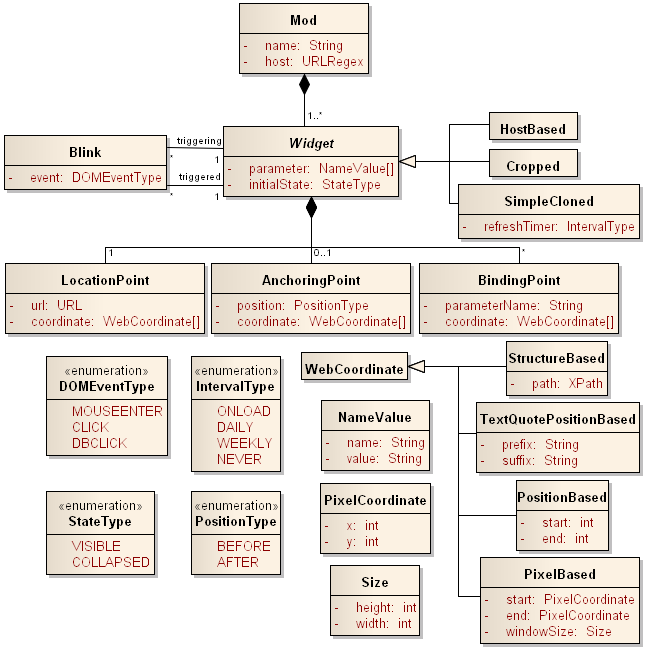 Mod
- name: String
- host: URLRegex
1..*
triggering
*
1
triggered
*
1
Blink
- event: DOMEventType
Widget
- parameter: NameValue[]
- initialState: StateType
HostBased
Cropped
SimpleCloned
- refreshTimer: IntervalType
1
0..1
*
LocationPoint
- url: URL
- coordinate: WebCoordinate[]
AnchoringPoint
- position: PositionType
- coordinate: WebCoordinate[]
BindingPoint
- parameterName: String
- coordinate: WebCoordinate[]
«enumeration»
DOMEventType
MOUSEENTER
CLICK
DBCLICK
«enumeration»
IntervalType
ONLOAD
DAILY
WEEKLY
NEVER
WebCoordinate
StructureBased
- path: XPath
NameValue
- name: String
- value: String
TextQuotePositionBased
- prefix: String
- suffix: String
«enumeration»
StateType
VISIBLE
COLLAPSED
«enumeration»
PositionType
BEFORE
AFTER
PixelCoordinate
- x: int
- y: int
PositionBased
- start: int
- end: int
Size
- height: int
- width: int
PixelBased
- start: PixelCoordinate
- end: PixelCoordinate
- windowSize: Size